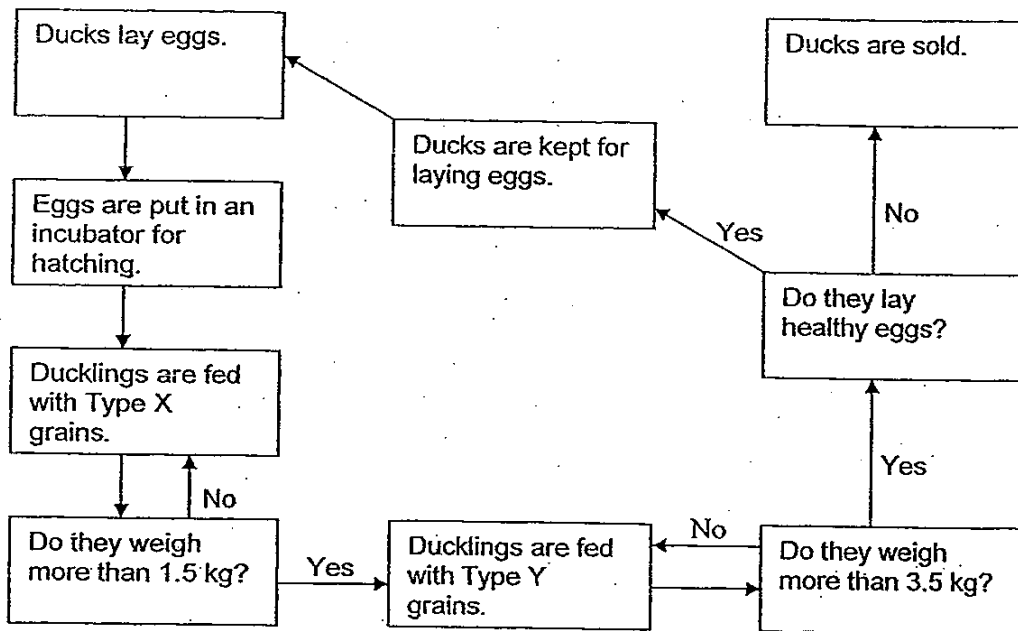 Ducks lay eggs.
Eggs are put in an
incubator for
hatching.
Ducklings are fed
with Type X
grains.
No
Do they weigh
more than 1.5 kg?
Yes
Ducklings are fed
with Type Y
grains.
No
Do they weigh
more than 3.5 kg?
Yes
Do they lay
healthy eggs?
Yes
Ducks are kept for
laying eggs.
No
Ducks are sold.